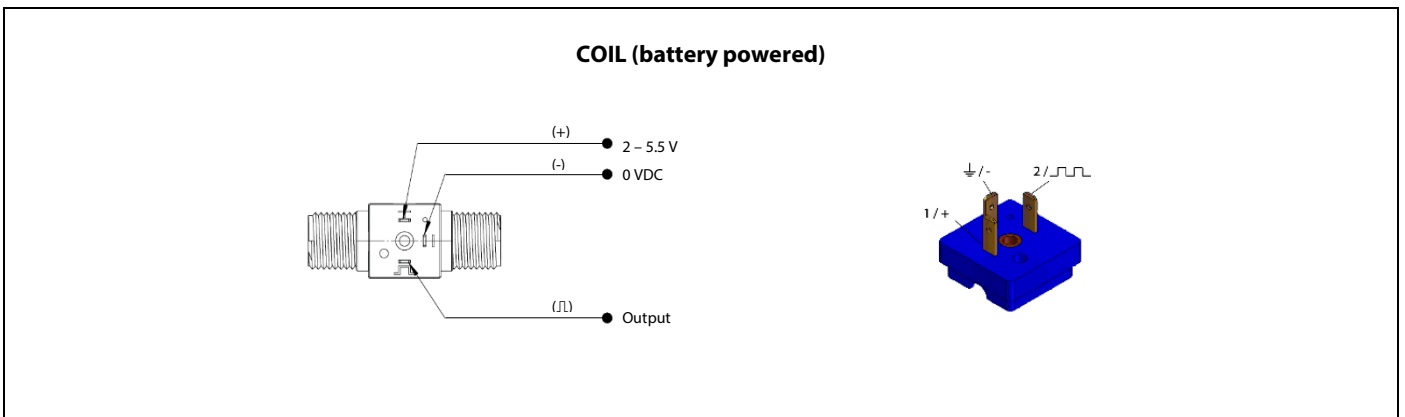 COIL (battery powered)
(+)
2 – 5.5 V
(-)
0 VDC
(⎍)
Output
⏚ / -
2 /
1 / +